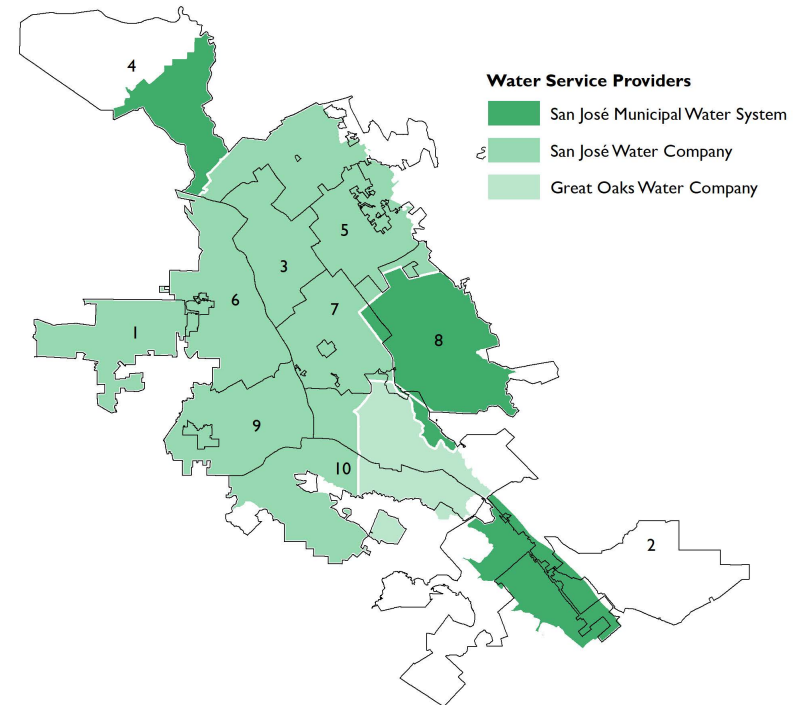 4
Water Service Providers
San José Municipal Water System
San José Water Company
Great Oaks Water Company
5
3
6
7
1
8
9
10
2